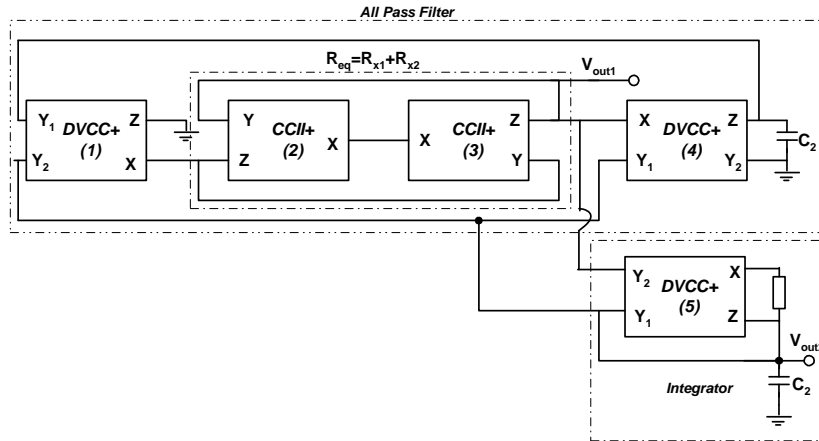 All Pass Filter
R_eq=R_x1+R_x2
V_out1
Y_1 DVCC+ Z
(1)
Y_2 X
Y CCII+ X
(2)
Z
X CCII+ Z
(3)
Y
X DVCC+ Z
(4)
Y_1 Y_2
C_2
Y_2 DVCC+ X
(5)
Y_1 Z
V_out
C_2
Integrator